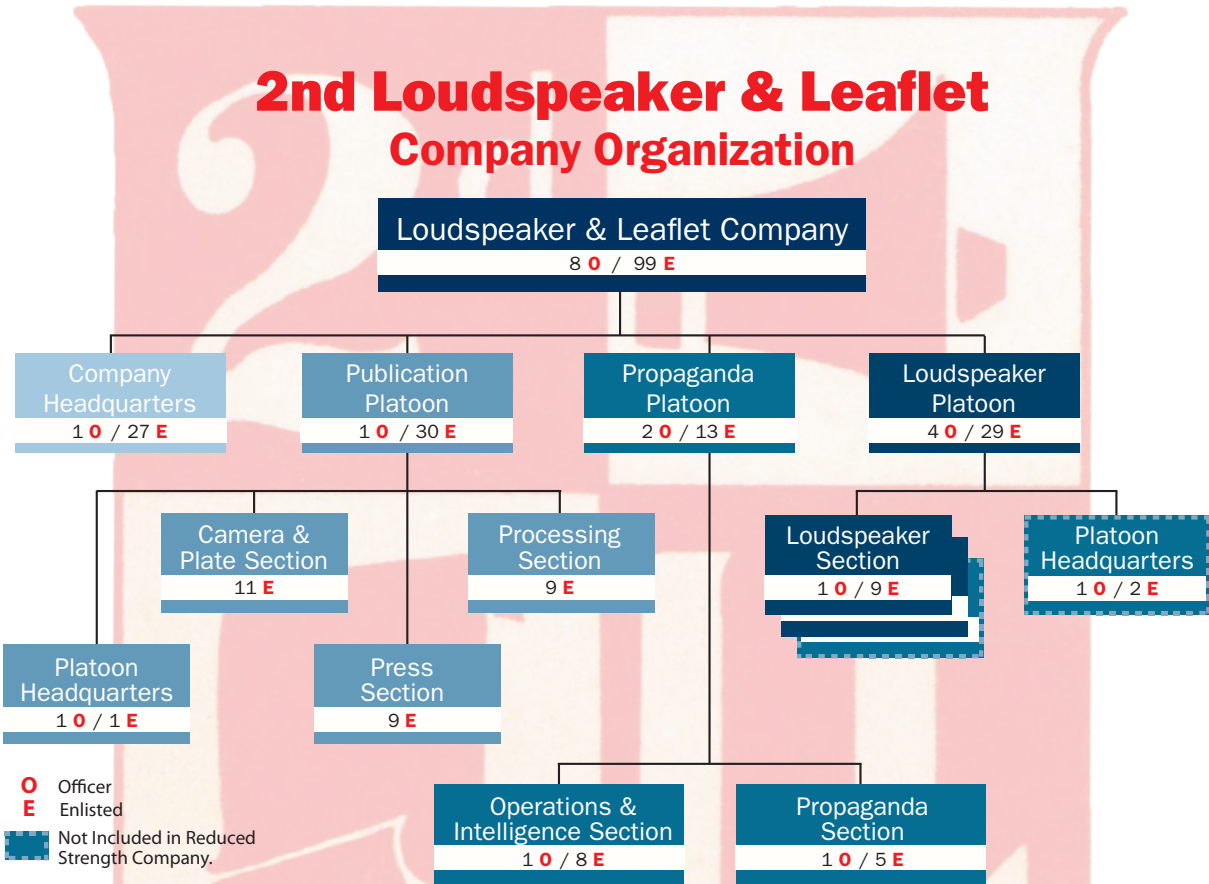 2nd Loudspeaker & Leaflet
Company Organization
Loudspeaker & Leaflet Company
8 O / 99 E
Company
Headquarters
1 O / 27 E
Publication
Platoon
1 O / 30 E
Propaganda
Platoon
2 O / 13 E
Loudspeaker
Platoon
4 O / 29 E
Camera &
Plate Section
11 E
Processing
Section
9 E
Loudspeaker
Section
1 O / 9 E
Platoon
Headquarters
1 O / 2 E
Platoon
Headquarters
1 O / 1 E
Press
Section
9 E
Operations &
Intelligence Section
1 O / 8 E
Propaganda
Section
1 O / 5 E
O Officer
E Enlisted
Not Included in Reduced
Strength Company.